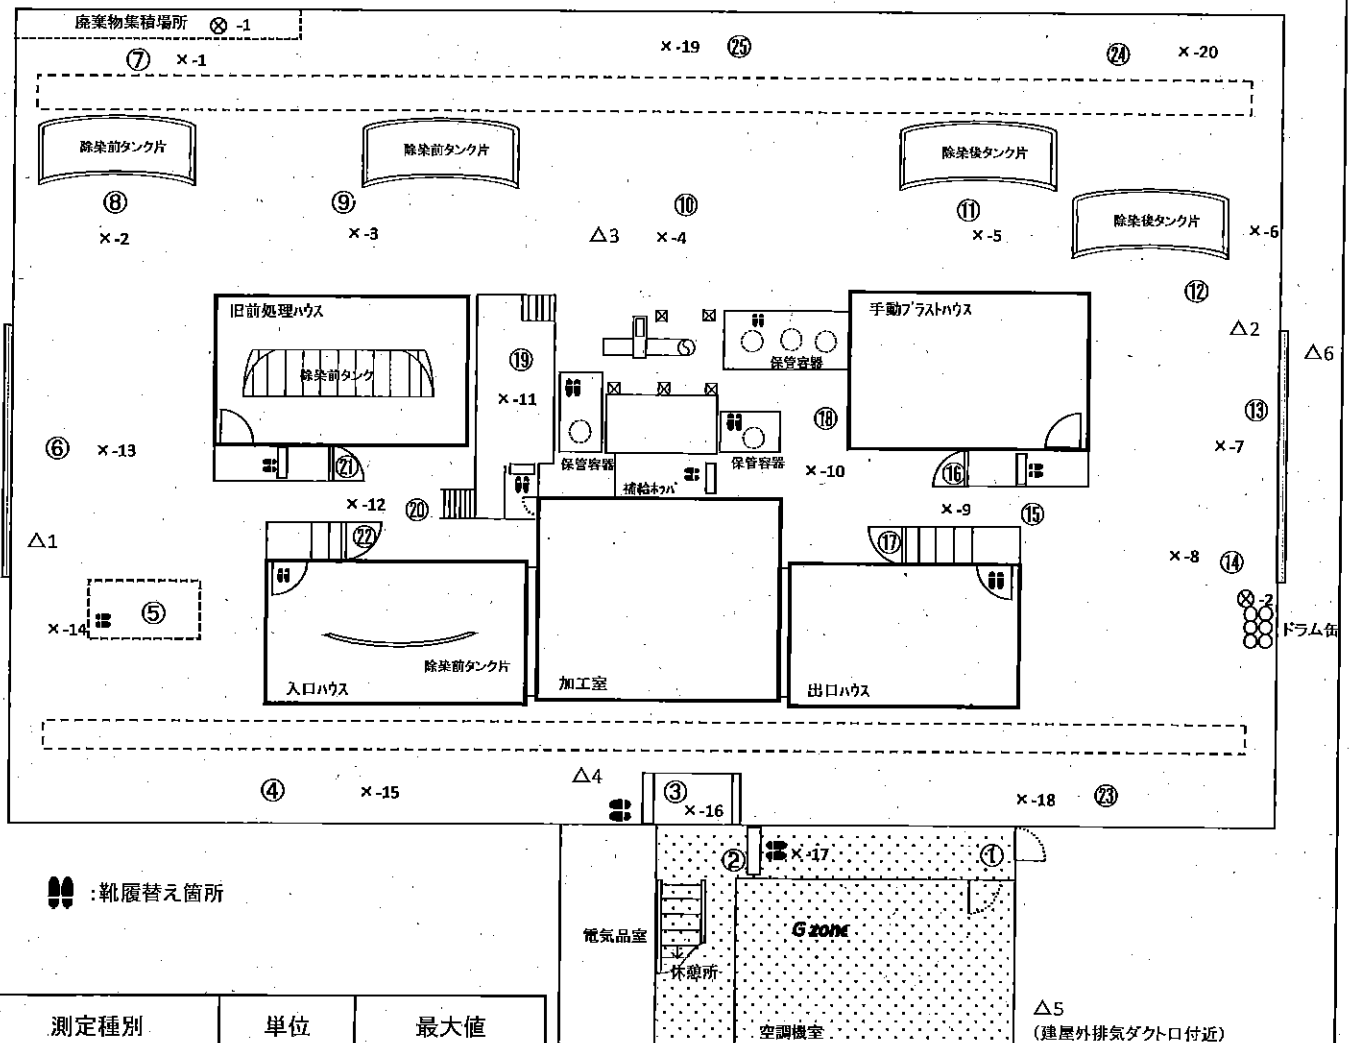 廃棄物集積場所 ⊗ -1
⑦ ×-1
×-19 ㉕
㉔ ×-20
除染前タンク片
除染前タンク片
除染後タンク片
除染後タンク片
⑧
×-2
⑨
×-3
△3
⑩
×-4
⑪
×-5
×-6
⑫
△2
△6
旧前処理ハウス
除染前タンク
⑲
×-11
保管容器
手動ブラストハウス
⑬
×-7
⑥ ×-13
㉑
保管容器
補給ホッパ
保管容器
⑱
×-10
⑯
×-12 ⑳
㉒
×-9
⑮
⑰
△1
×-8 ⑭
⊗-2
ドラム缶
⑤
×-14
除染前タンク片
入口ハウス
加工室
出口ハウス
④ ×-15
△4
③
×-16
×-18 ㉓
② ×-17
①
:靴履替え箇所
電気品室
休憩所
G zone
空調機室
△5
(建屋外排気ダクト口付近)
測定種別 単位 最大値